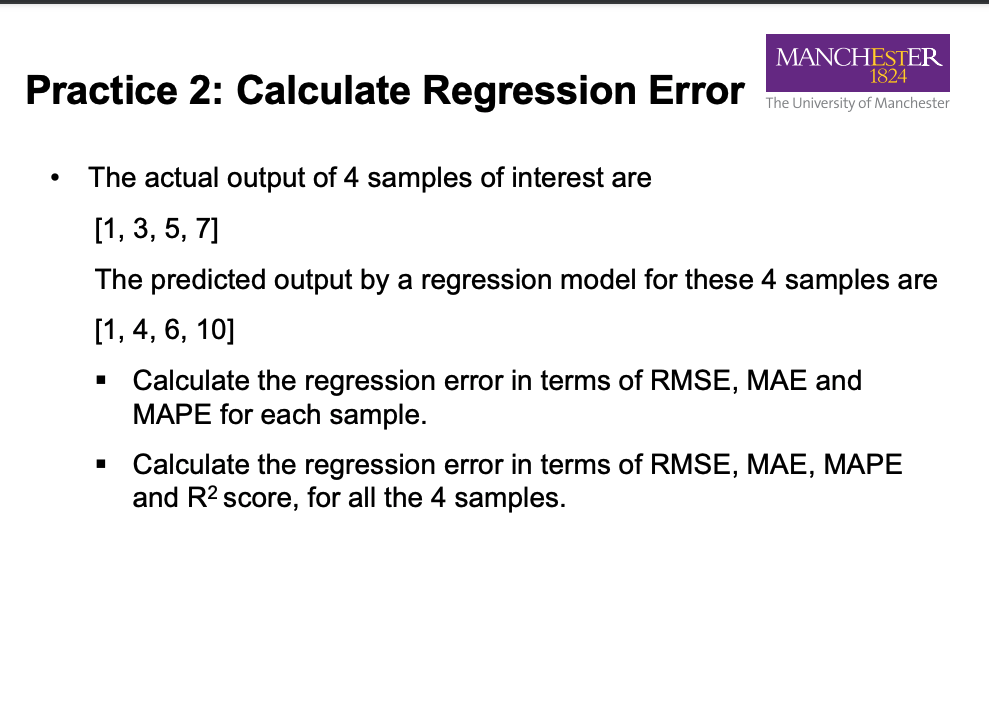 MANCHESTER
1824
The University of Manchester
Practice 2: Calculate Regression Error
• The actual output of 4 samples of interest are
[1, 3, 5, 7]
The predicted output by a regression model for these 4 samples are
[1, 4, 6, 10]
▪ Calculate the regression error in terms of RMSE, MAE and
MAPE for each sample.
▪ Calculate the regression error in terms of RMSE, MAE, MAPE
and R² score, for all the 4 samples.